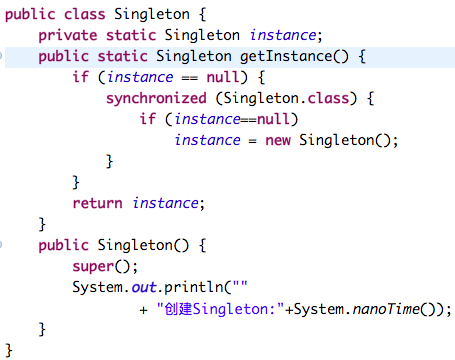 public class Singleton {
    private static Singleton instance;
    public static Singleton getInstance() {
        if (instance == null) {
            synchronized (Singleton.class) {
                if (instance==null)
                    instance = new Singleton();
            }
        }
        return instance;
    }
    public Singleton() {
        super();
        System.out.println(""
                + "创建Singleton:"+System.nanoTime());
    }
}